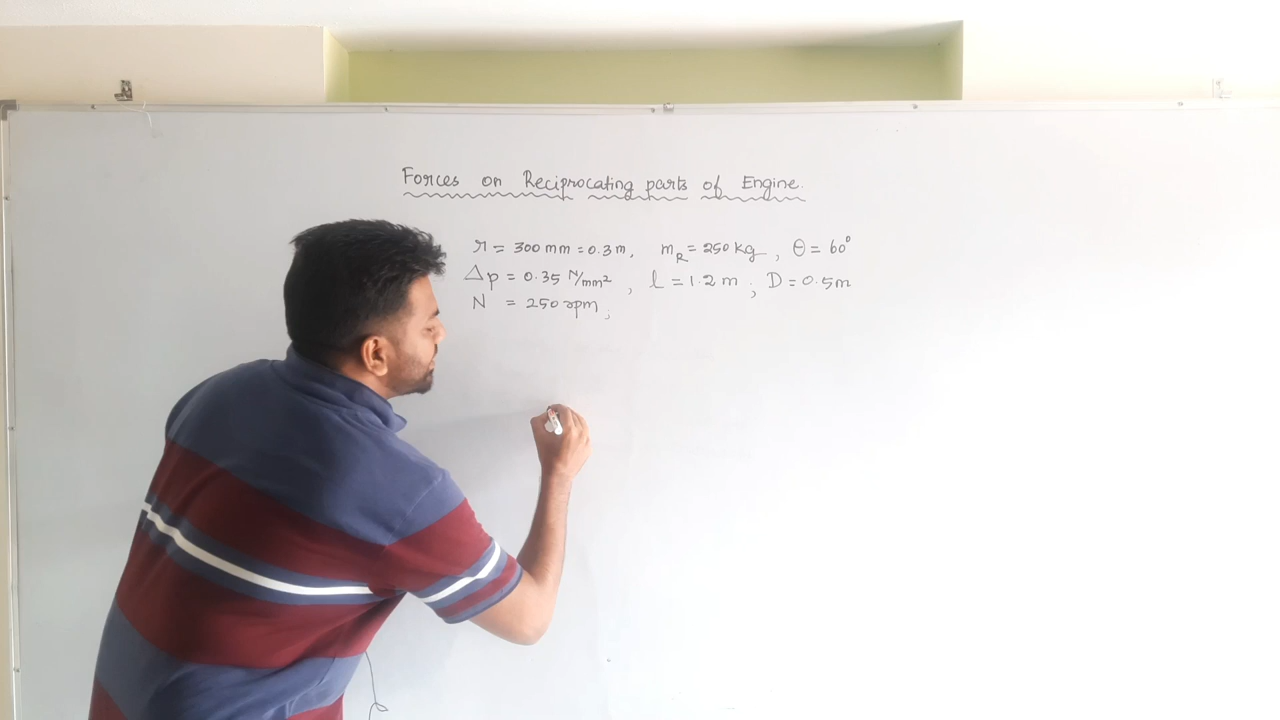 Forces on Reciprocating parts of Engine.
r = 300 mm = 0.3 m, m_R = 250 kg, θ = 60°
Δp = 0.35 N/mm², l = 1.2 m ; D = 0.5m
N = 250 rpm ;